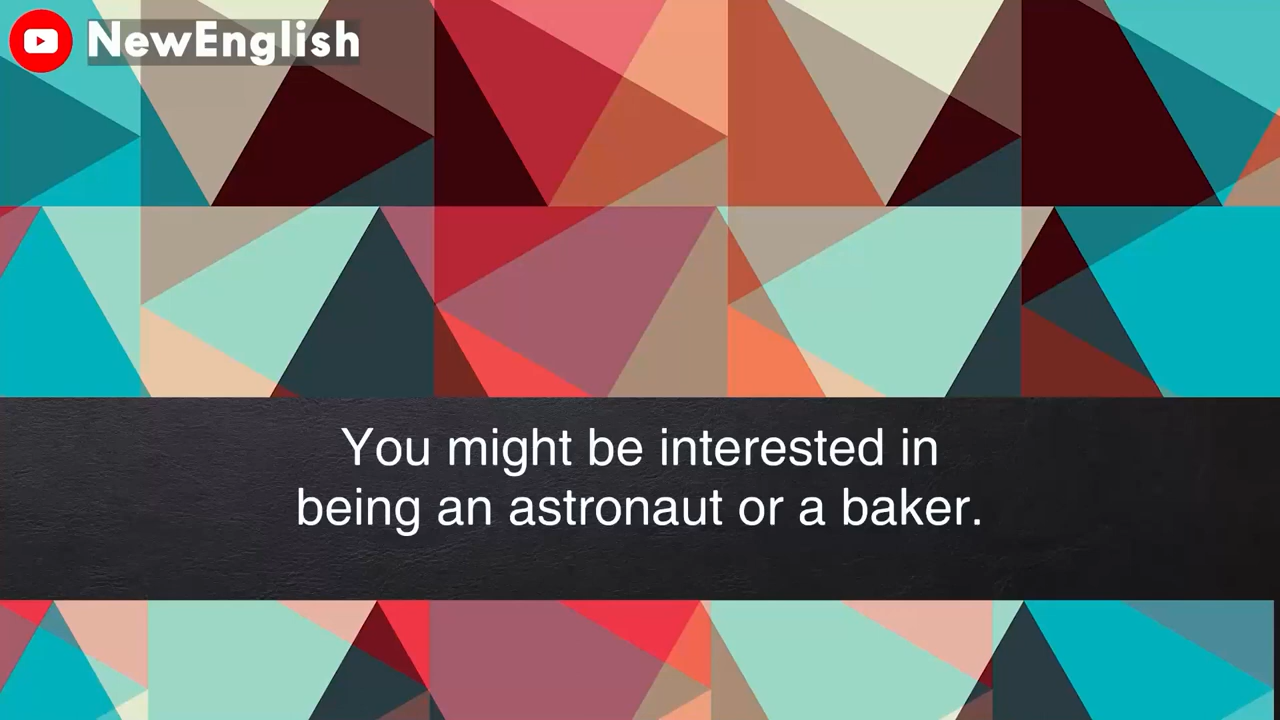 NewEnglish
You might be interested in
being an astronaut or a baker.